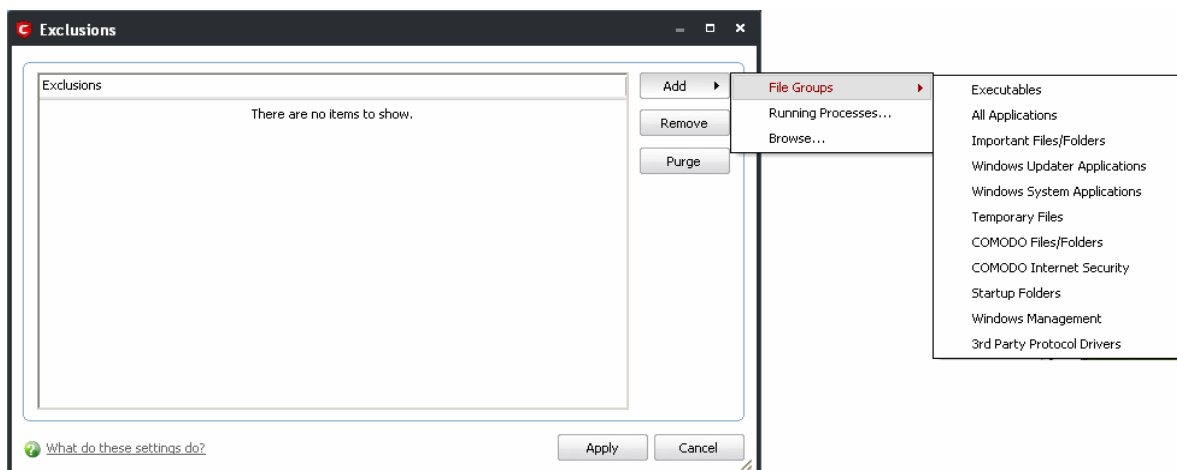 Exclusions
Exclusions
There are no items to show.
Add
Remove
Purge
File Groups
Running Processes...
Browse...
Executables
All Applications
Important Files/Folders
Windows Updater Applications
Windows System Applications
Temporary Files
COMODO Files/Folders
COMODO Internet Security
Startup Folders
Windows Management
3rd Party Protocol Drivers
What do these settings do?
Apply
Cancel